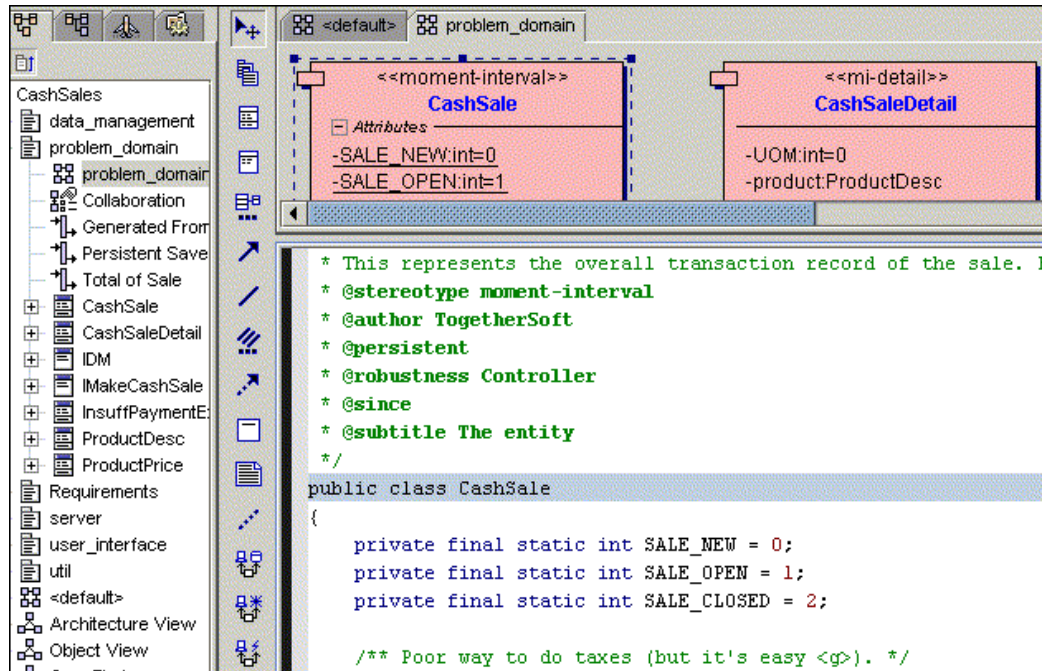 CashSales
data_management
problem_domain
problem_domain
Collaboration
Generated From
Persistent Save
Total of Sale
CashSale
CashSaleDetail
IDM
IMakeCashSale
InsuffPaymentE
ProductDesc
ProductPrice
Requirements
server
user_interface
util
<default>
Architecture View
Object View
<default>
problem_domain
<<moment-interval>>
CashSale
Attributes
-SALE_NEW:int=0
-SALE_OPEN:int=1
<<mi-detail>>
CashSaleDetail
-UOM:int=0
-product:ProductDesc
* This represents the overall transaction record of the sale.
* @stereotype moment-interval
* @author TogetherSoft
* @persistent
* @robustness Controller
* @since
* @subtitle The entity
*/
public class CashSale
{
private final static int SALE_NEW = 0;
private final static int SALE_OPEN = 1;
private final static int SALE_CLOSED = 2;
/** Poor way to do taxes (but it's easy <g>). */